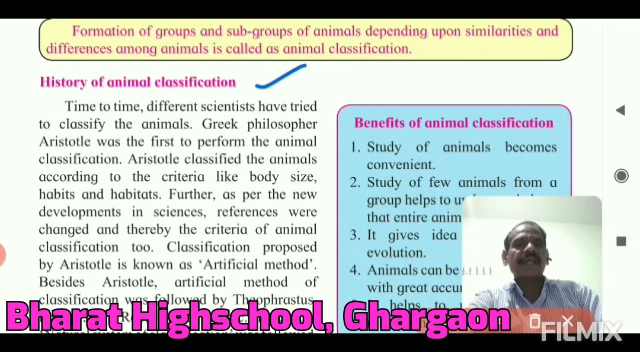 Formation of groups and sub-groups of animals depending upon similarities and
differences among animals is called as animal classification.
History of animal classification
Time to time, different scientists have tried
to classify the animals. Greek philosopher
Aristotle was the first to perform the animal
classification. Aristotle classified the animals
according to the criteria like body size,
habits and habitats. Further, as per the new
developments in sciences, references were
changed and thereby the criteria of animal
classification too. Classification proposed
by Aristotle is known as ‘Artificial method’.
Besides Aristotle, artificial method of
classification was followed by Theophrastus,
Benefits of animal classification
1. Study of animals becomes
convenient.
2. Study of few animals from a
group helps to
that entire
3. It gives idea
evolution.
4. Animals can be
with great
helps to
Bharat Highschool, Ghargaon
FILMIX